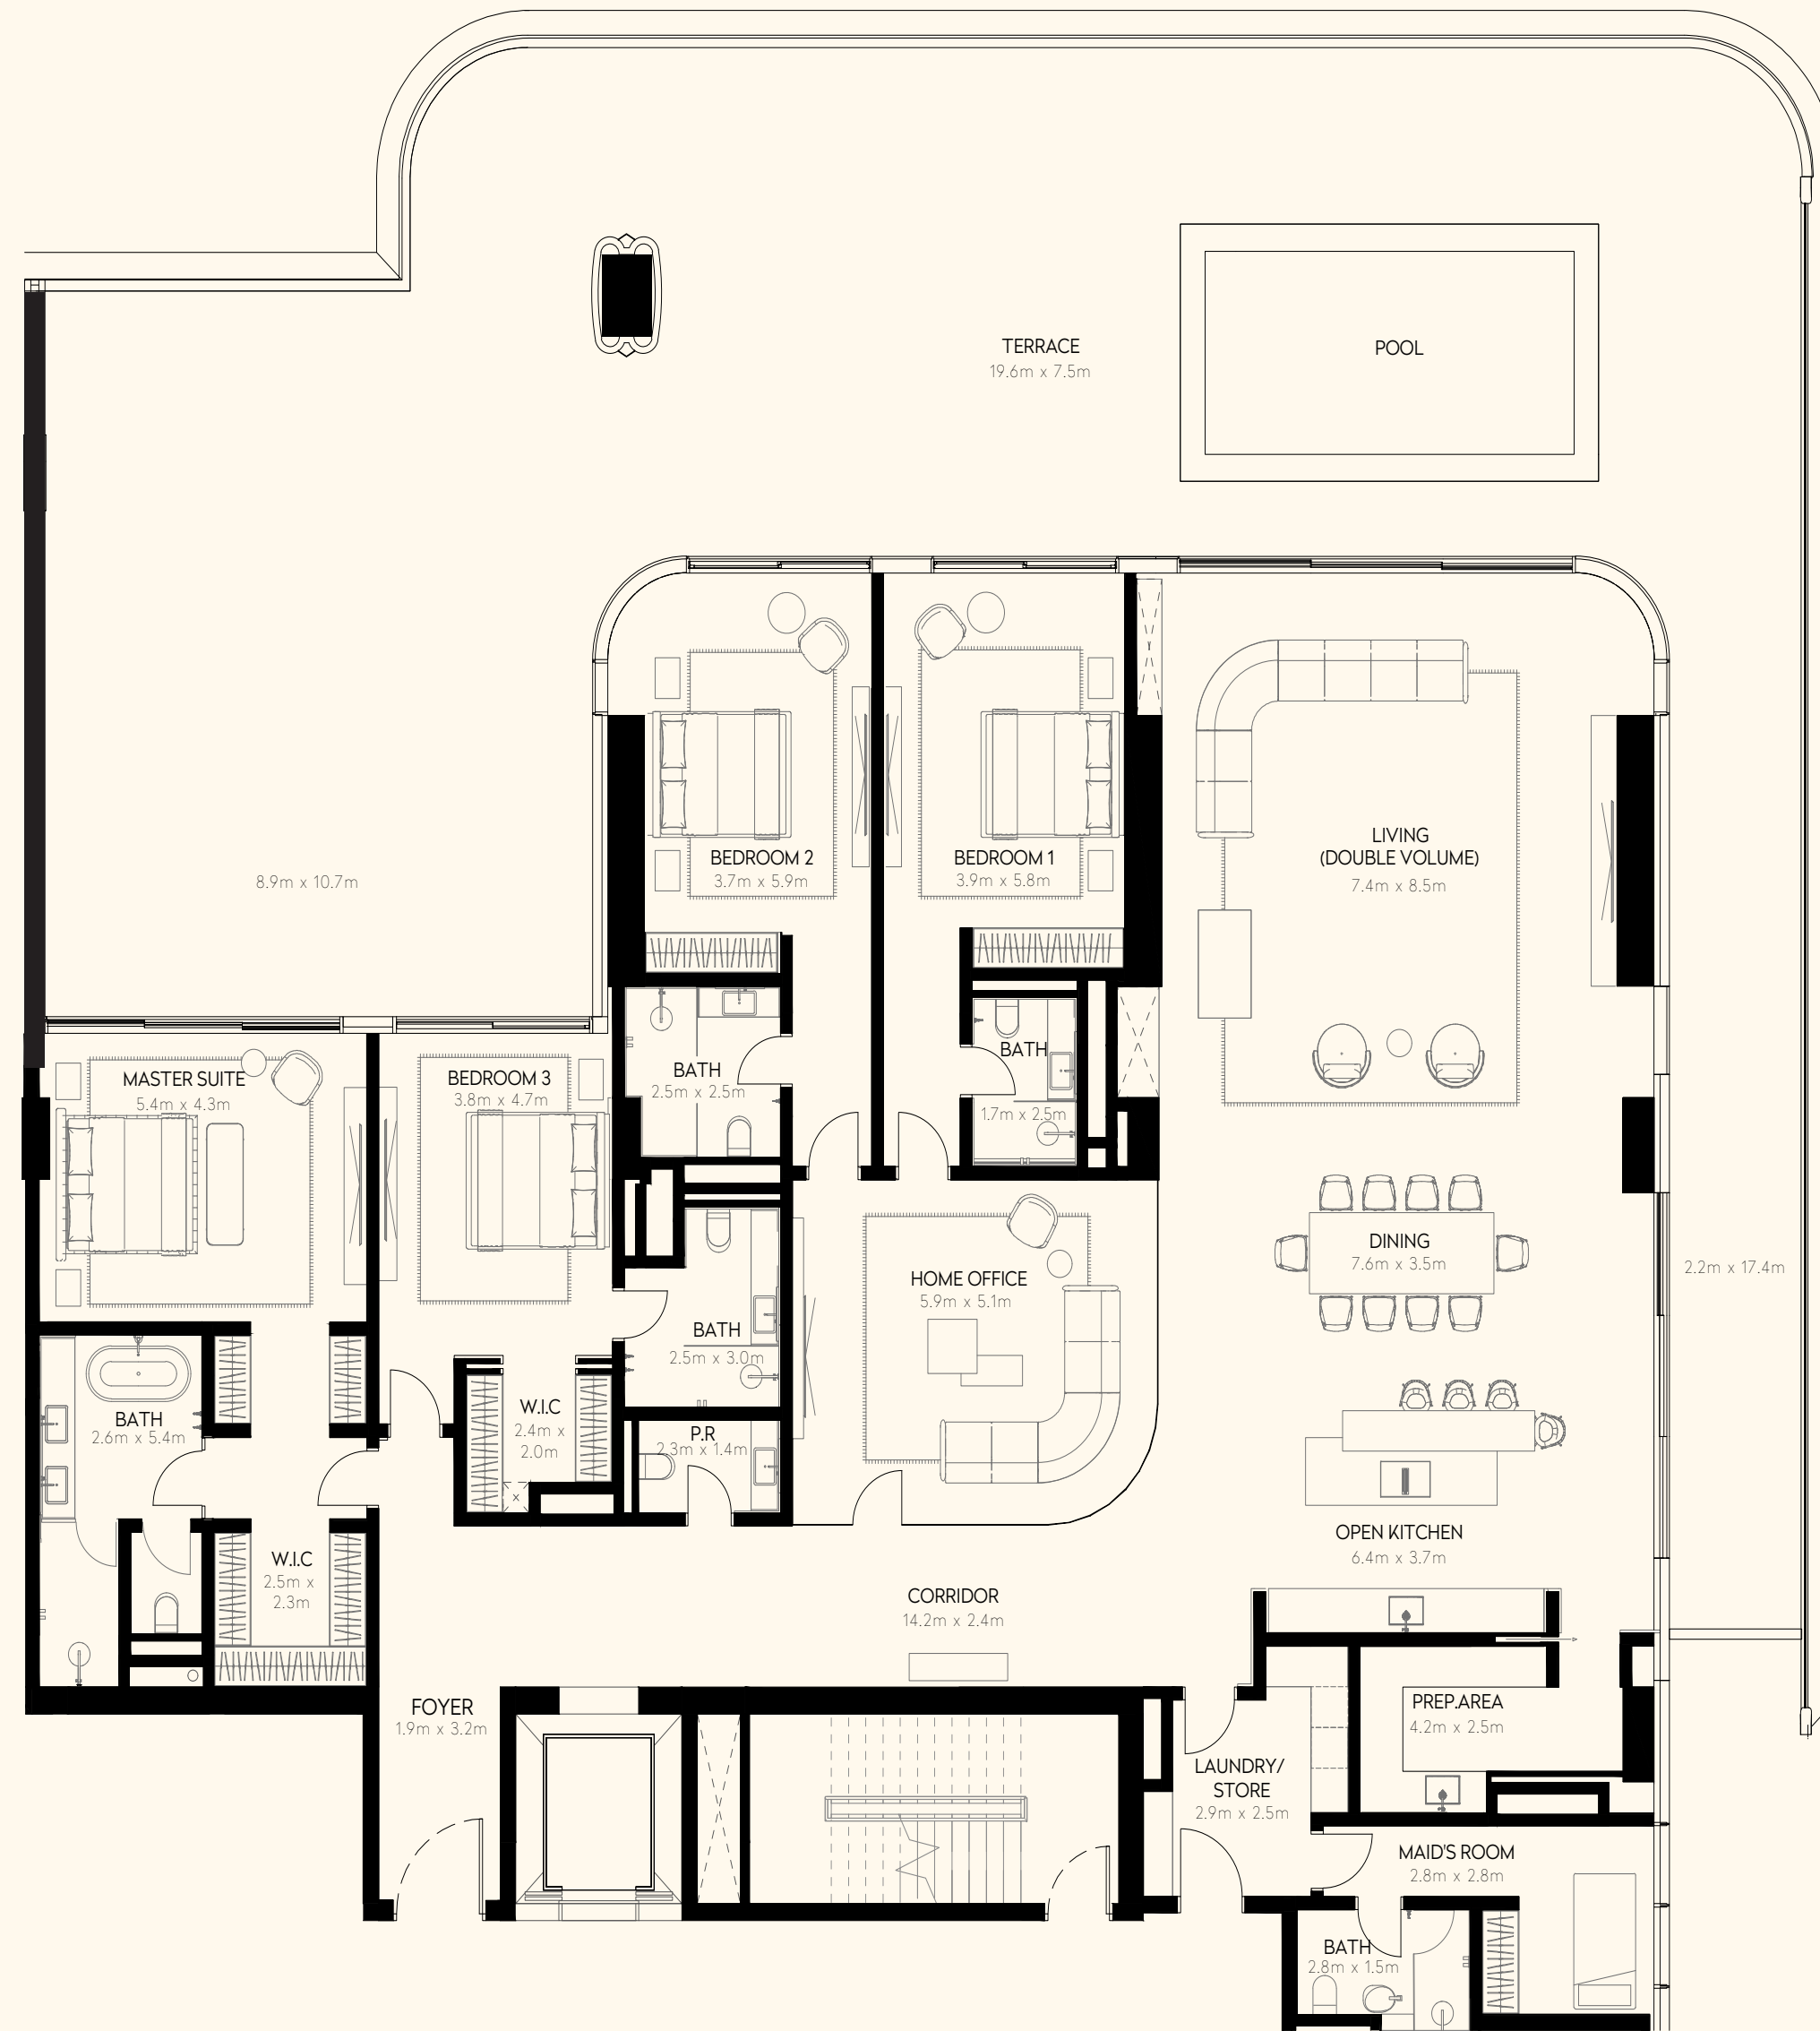 TERRACE
19.6m x 7.5m
POOL
8.9m x 10.7m
BEDROOM 2
3.7m x 5.9m
BEDROOM 1
3.9m x 5.8m
LIVING
(DOUBLE VOLUME)
7.4m x 8.5m
MASTER SUITE
5.4m x 4.3m
BEDROOM 3
3.8m x 4.7m
BATH
2.5m x 2.5m
BATH
1.7m x 2.5m
DINING
7.6m x 3.5m
2.2m x 17.4m
HOME OFFICE
5.9m x 5.1m
BATH
2.5m x 3.0m
BATH
2.6m x 5.4m
W.I.C
2.4m x
2.0m
P.R
2.3m x 1.4m
OPEN KITCHEN
6.4m x 3.7m
W.I.C
2.5m x
2.3m
CORRIDOR
14.2m x 2.4m
FOYER
1.9m x 3.2m
PREP.AREA
4.2m x 2.5m
LAUNDRY/
STORE
2.9m x 2.5m
MAID'S ROOM
2.8m x 2.8m
BATH
2.8m x 1.5m